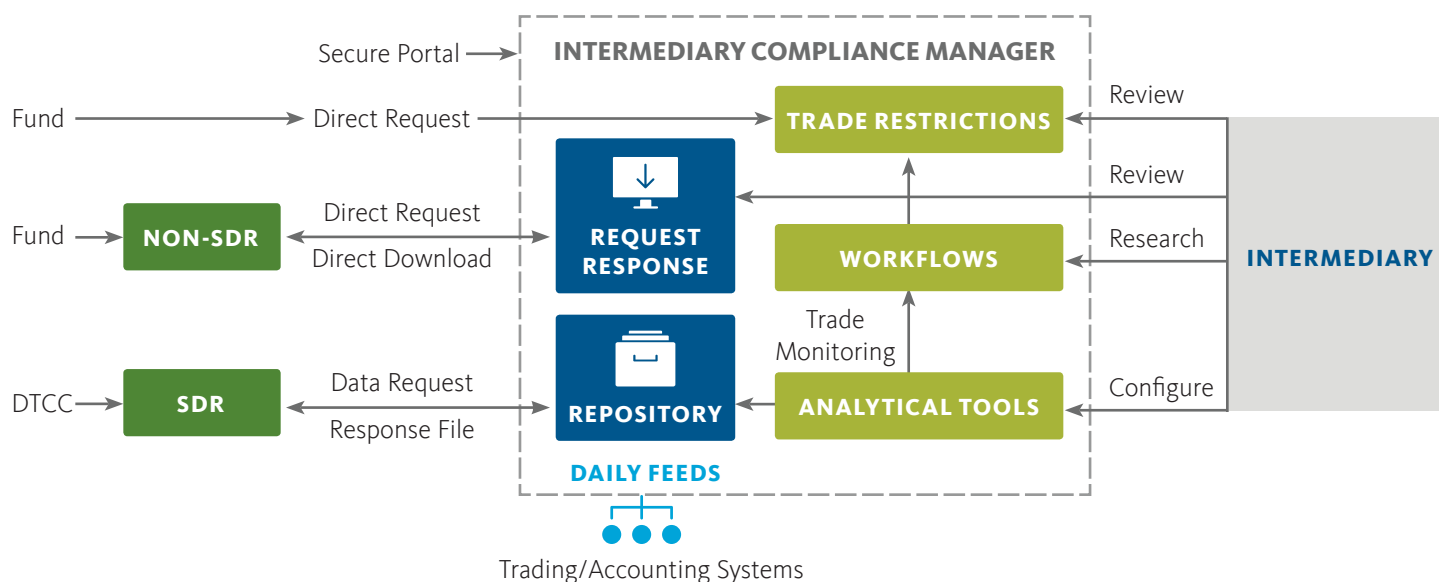 Secure Portal
INTERMEDIARY COMPLIANCE MANAGER
Fund
Direct Request
TRADE RESTRICTIONS
Review
Review
Fund
NON-SDR
Direct Request
Direct Download
REQUEST
RESPONSE
WORKFLOWS
Research
INTERMEDIARY
Trade
Monitoring
DTCC
SDR
Data Request
Response File
REPOSITORY
ANALYTICAL TOOLS
Configure
DAILY FEEDS
Trading/Accounting Systems